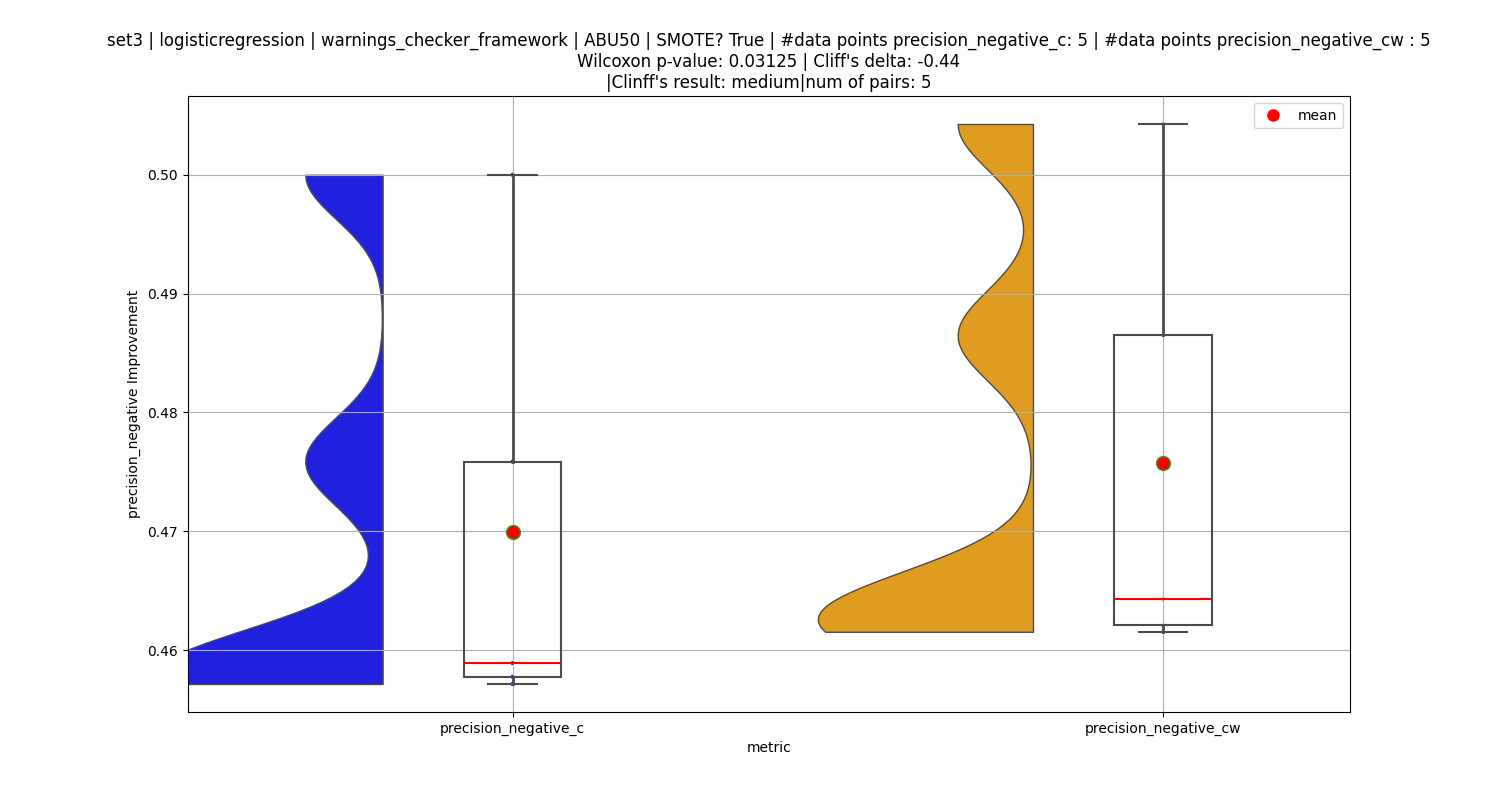 set3 | logisticregression | warnings_checker_framework | ABU50 | SMOTE? True | #data points precision_negative_c: 5 | #data points precision_negative_cw : 5
Wilcoxon p-value: 0.03125 | Cliff's delta: -0.44
|Clinff's result: medium|num of pairs: 5
mean
0.50
0.49
0.48
0.47
0.46
precision_negative Improvement
precision_negative_c
precision_negative_cw
metric